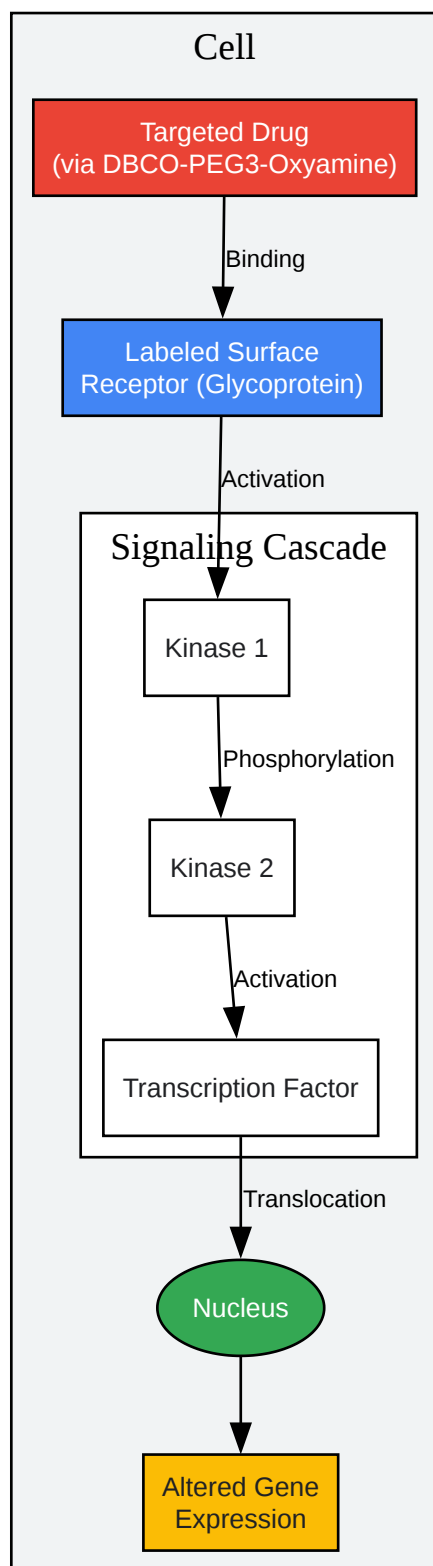 Cell
Targeted Drug
(via DBCO-PEG3-Oxyamine)
Binding
Labeled Surface
Receptor (Glycoprotein)
Activation
Signaling Cascade
Kinase 1
Phosphorylation
Kinase 2
Activation
Transcription Factor
Translocation
Nucleus
Altered Gene
Expression